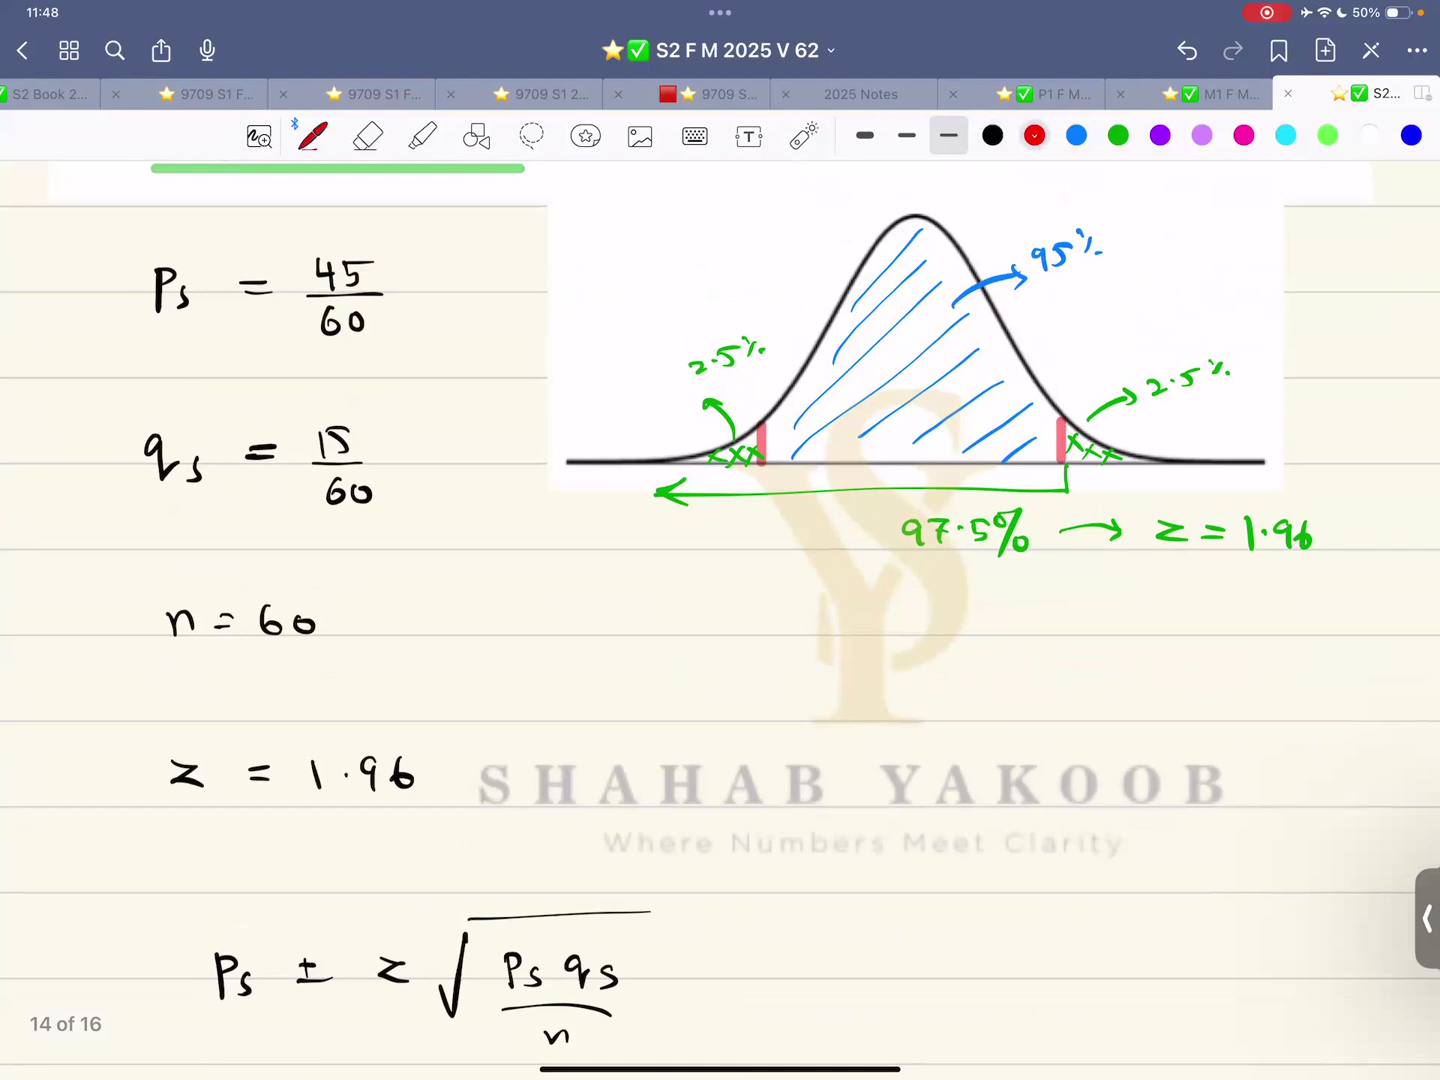 11:48
50%
S2 F M 2025 V 62
S2 Book 2...
9709 S1 F...
9709 S1 F...
9709 S1 2...
9709 S...
2025 Notes
P1 F M...
M1 F M...
S2...
Ps = 45/60
95%
2.5%
2.5%
qs = 15/60
97.5% → z = 1.96
n = 60
z = 1.96
SHAHAB YAKOOB
Where Numbers Meet Clarity
Ps ± z √(Ps qs / n)
14 of 16